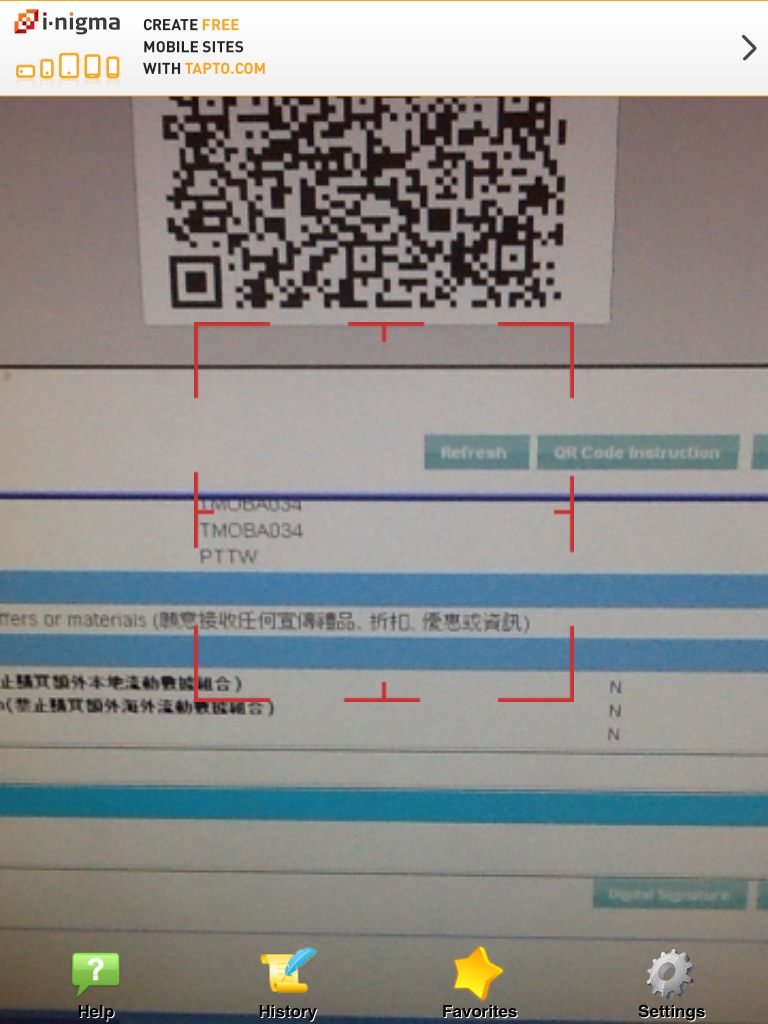 i-nigma
CREATE FREE
MOBILE SITES
WITH TAPTO.COM
Refresh
QR Code Instruction
TMOBA034
TMOBA034
PTTW
ffers or materials (願意接收任何宣傳禮品、折扣、優惠或資訊)
止購買額外本地流動數據組合)
N
n(禁止購買額外海外流動數據組合)
N
N
Digital Signature
Help
History
Favorites
Settings